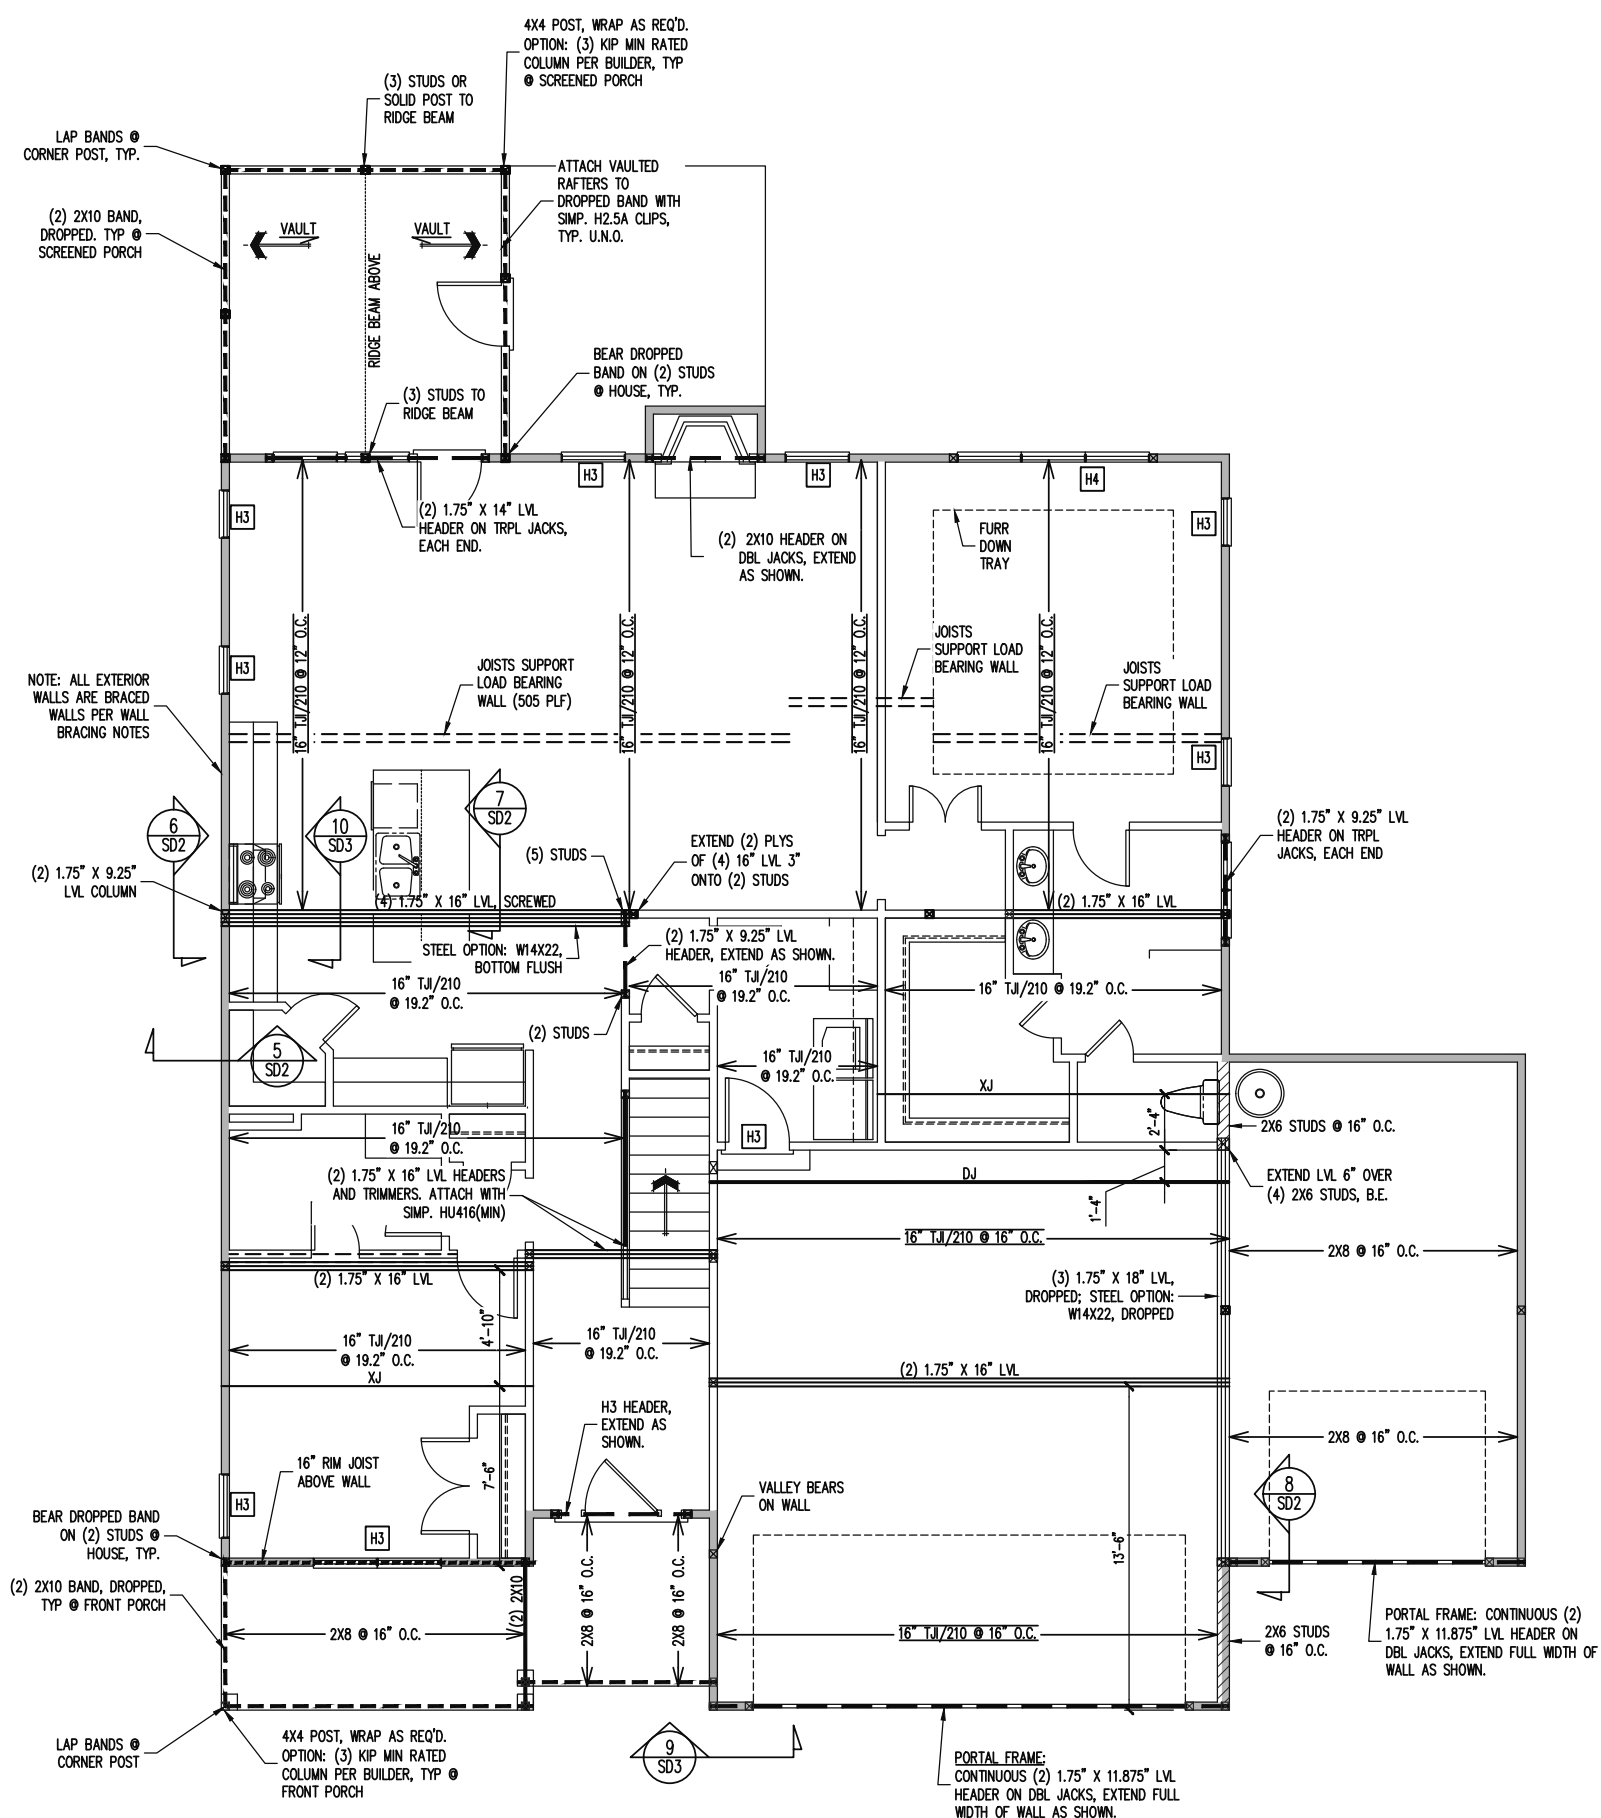 4X4 POST, WRAP AS REQ'D.
OPTION: (3) KIP MIN RATED
COLUMN PER BUILDER, TYP
@ SCREENED PORCH
(3) STUDS OR
SOLID POST TO
RIDGE BEAM
LAP BANDS @
CORNER POST, TYP.
ATTACH VAULTED
RAFTERS TO
DROPPED BAND WITH
SIMP. H2.5A CLIPS,
TYP. U.N.O.
(2) 2X10 BAND,
DROPPED. TYP @
SCREENED PORCH
VAULT
VAULT
RIDGE BEAM ABOVE
BEAR DROPPED
BAND ON (2) STUDS
@ HOUSE, TYP.
(3) STUDS TO
RIDGE BEAM
H3
H3
H4
H3
H3
(2) 1.75" X 14" LVL
HEADER ON TRPL JACKS,
EACH END.
(2) 2X10 HEADER ON
DBL JACKS, EXTEND
AS SHOWN.
FURR
DOWN
TRAY
16" TJI/210 @ 12" O.C.
16" TJI/210 @ 12" O.C.
16" TJI/210 @ 12" O.C.
16" TJI/210 @ 12" O.C.
JOISTS
SUPPORT LOAD
BEARING WALL
H3
JOISTS SUPPORT
LOAD BEARING
WALL (505 PLF)
JOISTS
SUPPORT LOAD
BEARING WALL
NOTE: ALL EXTERIOR
WALLS ARE BRACED
WALLS PER WALL
BRACING NOTES
H3
7
SD2
6
SD2
10
SD3
(2) 1.75" X 9.25"
LVL HEADER ON TRPL
JACKS, EACH END
(5) STUDS
EXTEND (2) PLYS
OF (4) 16" LVL 3"
ONTO (2) STUDS
(2) 1.75" X 9.25"
LVL COLUMN
(4) 1.75" X 16" LVL, SCREWED
(2) 1.75" X 16" LVL
STEEL OPTION: W14X22,
BOTTOM FLUSH
(2) 1.75" X 9.25" LVL
HEADER, EXTEND AS SHOWN.
16" TJI/210
@ 19.2" O.C.
16" TJI/210
@ 19.2" O.C.
16" TJI/210 @ 19.2" O.C.
(2) STUDS
5
SD2
16" TJI/210
@ 19.2" O.C.
XJ
2'-4"
2X6 STUDS @ 16" O.C.
16" TJI/210
@ 19.2" O.C.
H3
(2) 1.75" X 16" LVL HEADERS
AND TRIMMERS. ATTACH WITH
SIMP. HU416(MIN)
DJ
EXTEND LVL 6" OVER
(4) 2X6 STUDS, B.E.
1'-4"
16" TJI/210 @ 16" O.C.
2X8 @ 16" O.C.
(2) 1.75" X 16" LVL
(3) 1.75" X 18" LVL,
DROPPED; STEEL OPTION:
W14X22, DROPPED
4'-10"
16" TJI/210
@ 19.2" O.C.
16" TJI/210
@ 19.2" O.C.
XJ
(2) 1.75" X 16" LVL
H3 HEADER,
EXTEND AS
SHOWN.
2X8 @ 16" O.C.
16" RIM JOIST
ABOVE WALL
7'-6"
H3
VALLEY BEARS
ON WALL
8
SD2
BEAR DROPPED BAND
ON (2) STUDS @
HOUSE, TYP.
H3
13'-6"
(2) 2X10 BAND, DROPPED,
TYP @ FRONT PORCH
(2) 2X10
2X8 @ 16" O.C.
2X8 @ 16" O.C.
2X8 @ 16" O.C.
16" TJI/210 @ 16" O.C.
2X6 STUDS
@ 16" O.C.
PORTAL FRAME: CONTINUOUS (2)
1.75" X 11.875" LVL HEADER ON
DBL JACKS, EXTEND FULL WIDTH OF
WALL AS SHOWN.
LAP BANDS @
CORNER POST
4X4 POST, WRAP AS REQ'D.
OPTION: (3) KIP MIN RATED
COLUMN PER BUILDER, TYP @
FRONT PORCH
9
SD3
PORTAL FRAME:
CONTINUOUS (2) 1.75" X 11.875" LVL
HEADER ON DBL JACKS, EXTEND FULL
WIDTH OF WALL AS SHOWN.